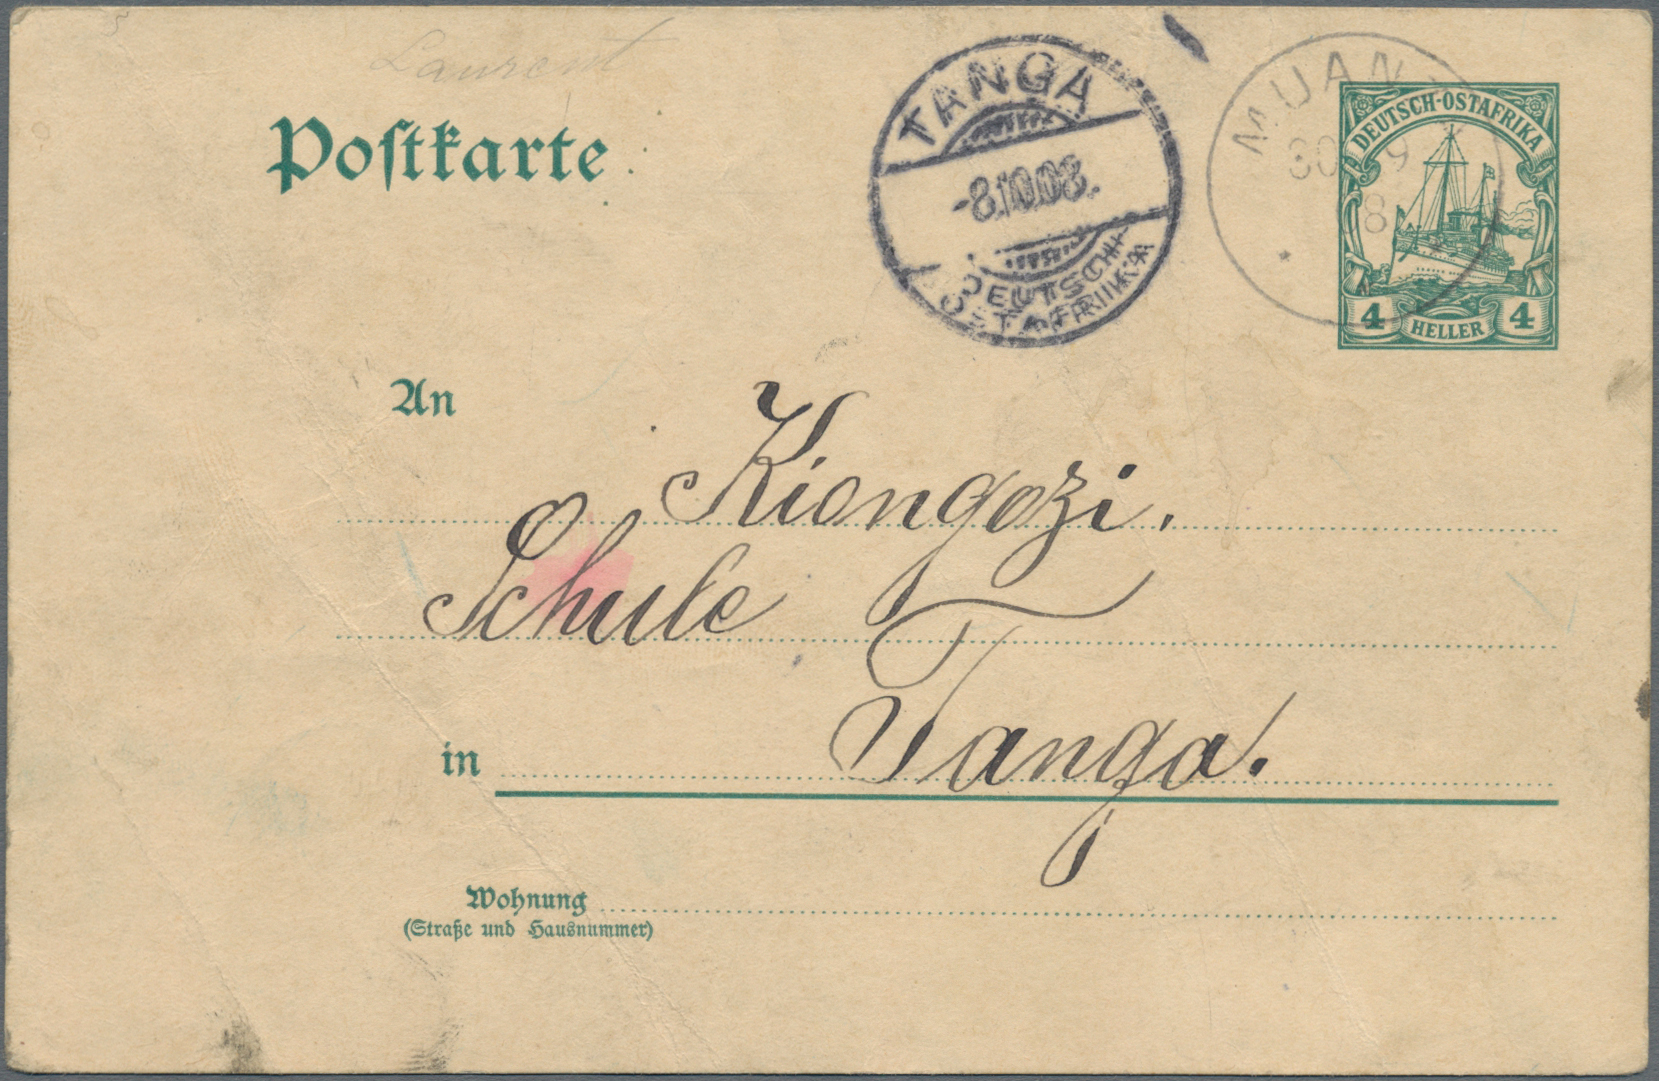 Laurent
Postkarte
TANGA
-8.10.08.
DEUTSCH-
OSTAFRIKA
MUAN
30 9
8
DEUTSCH-OSTAFRIKA
4 HELLER 4
An
Kiongozi.
Schule
Tanga.
in
Wohnung
(Straße und Hausnummer)